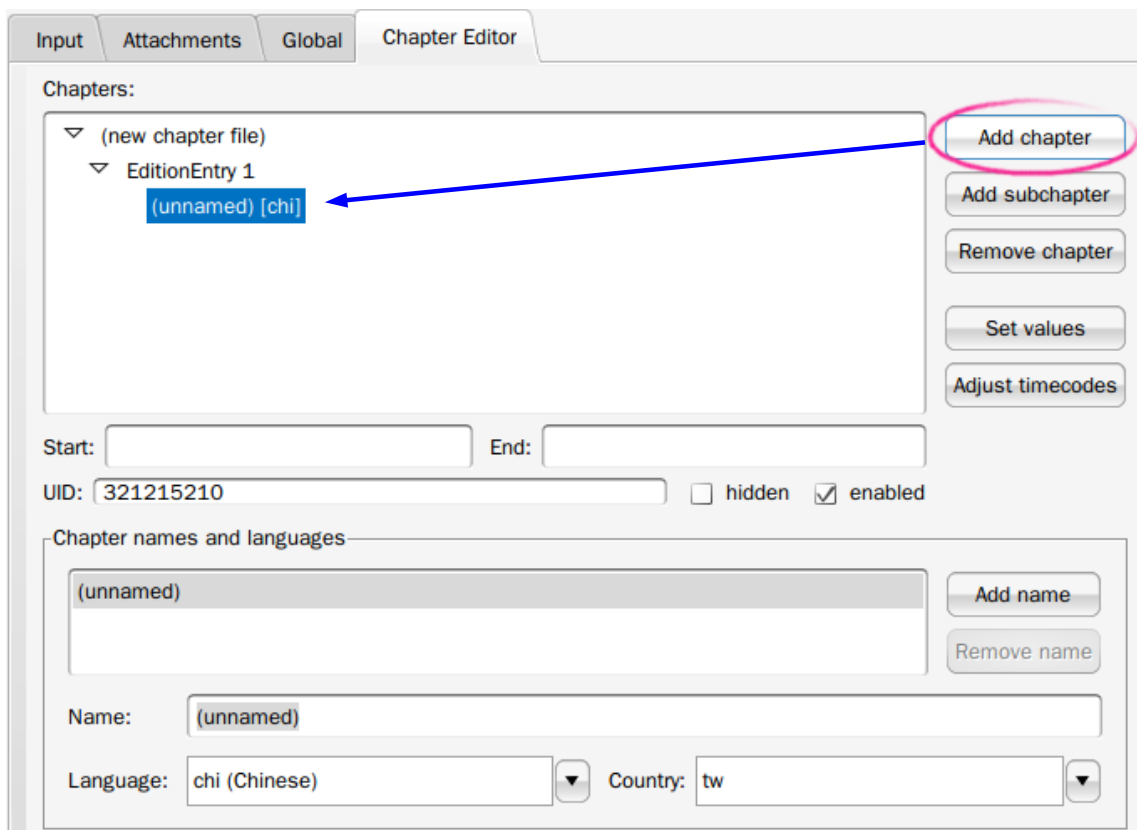 Input Attachments Global Chapter Editor
Chapters:
(new chapter file)
Add chapter
EditionEntry 1
(unnamed) [chi]
Add subchapter
Remove chapter
Set values
Adjust timecodes
Start: End:
UID: 321215210 hidden enabled
Chapter names and languages
(unnamed)
Add name
Remove name
Name: (unnamed)
Language: chi (Chinese) Country: tw